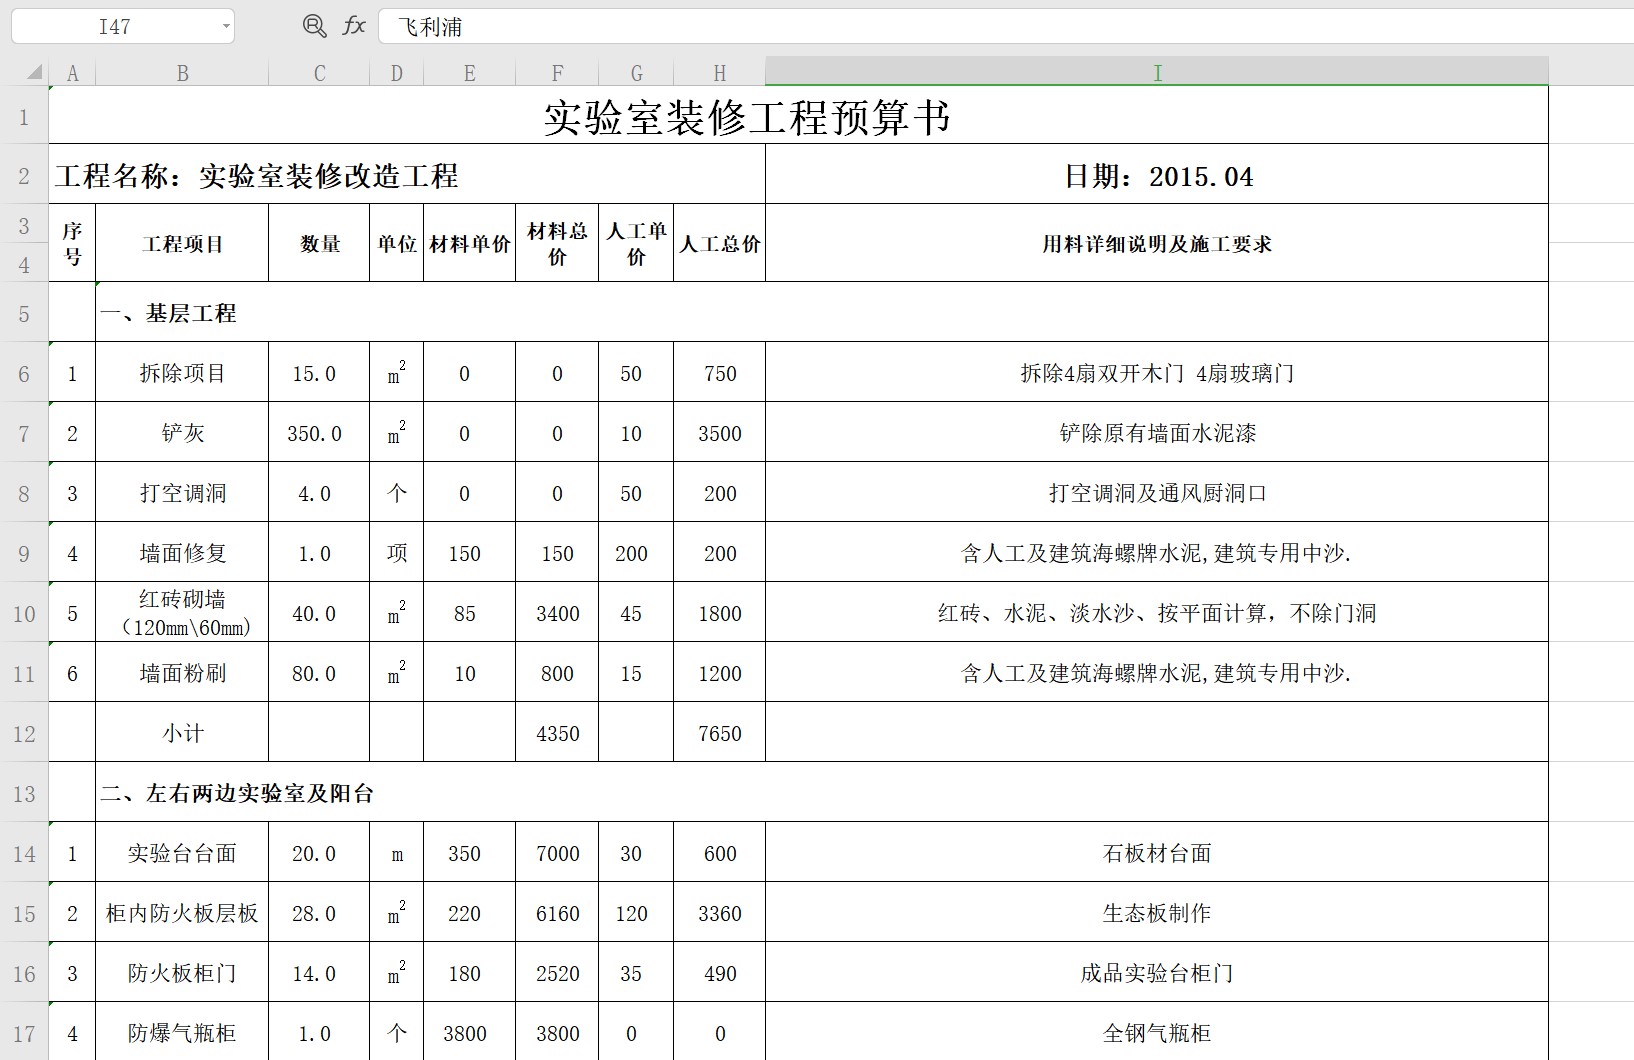 I47 fx 飞利浦
A B C D E F G H I
1 实验室装修工程预算书
2 工程名称：实验室装修改造工程 日期：2015.04
3 4 序号 工程项目 数量 单位 材料单价 材料总价 人工单价 人工总价 用料详细说明及施工要求
5 一、基层工程
6 1 拆除项目 15.0 m² 0 0 50 750 拆除4扇双开木门 4扇玻璃门
7 2 铲灰 350.0 m² 0 0 10 3500 铲除原有墙面水泥漆
8 3 打空调洞 4.0 个 0 0 50 200 打空调洞及通风厨洞口
9 4 墙面修复 1.0 项 150 150 200 200 含人工及建筑海螺牌水泥,建筑专用中沙.
10 5 红砖砌墙（120mm\60mm) 40.0 m² 85 3400 45 1800 红砖、水泥、淡水沙、按平面计算，不除门洞
11 6 墙面粉刷 80.0 m² 10 800 15 1200 含人工及建筑海螺牌水泥,建筑专用中沙.
12 小计 4350 7650
13 二、左右两边实验室及阳台
14 1 实验台台面 20.0 m 350 7000 30 600 石板材台面
15 2 柜内防火板层板 28.0 m² 220 6160 120 3360 生态板制作
16 3 防火板柜门 14.0 m² 180 2520 35 490 成品实验台柜门
17 4 防爆气瓶柜 1.0 个 3800 3800 0 0 全钢气瓶柜